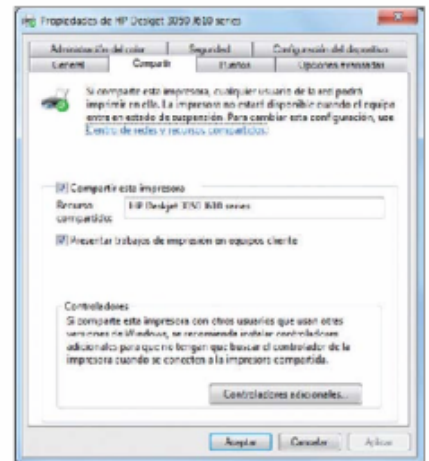 Propiedades de HP Deskjet 3050 J610 series
Administración del color Seguridad Configuración del dispositivo
General Compartir Puertos Opciones avanzadas
Si comparte esta impresora, cualquier usuario de la red podrá
imprimir en ella. La impresora no estará disponible cuando el equipo
entre en estado de suspensión. Para cambiar esta configuración, use
Centro de redes y recursos compartidos.
Compartir esta impresora
Recurso HP Deskjet 3050 J610 series
compartido:
Presentar trabajos de impresión en equipos cliente
Controladores
Si comparte esta impresora con otros usuarios que usan otras
versiones de Windows, se recomienda instalar controladores
adicionales para que no tengan que buscar el controlador de la
impresora cuando se conecten a la impresora compartida.
Controladores adicionales...
Aceptar Cancelar Aplicar